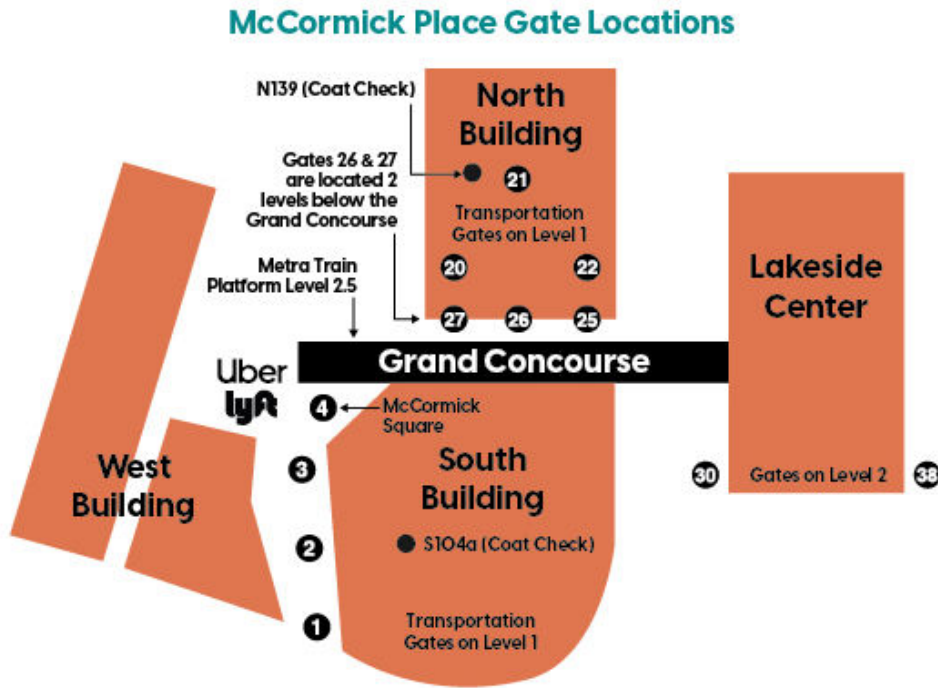 McCormick Place Gate Locations
N139 (Coat Check)
North
Building
Gates 26 & 27
are located 2
levels below the
Grand Concourse
21
Transportation
Gates on Level 1
20
22
Metra Train
Platform Level 2.5
27
26
25
Lakeside
Center
Grand Concourse
Uber
lyft
4
McCormick
Square
3
South
Building
West
Building
30
Gates on Level 2
38
2
S104a (Coat Check)
1
Transportation
Gates on Level 1